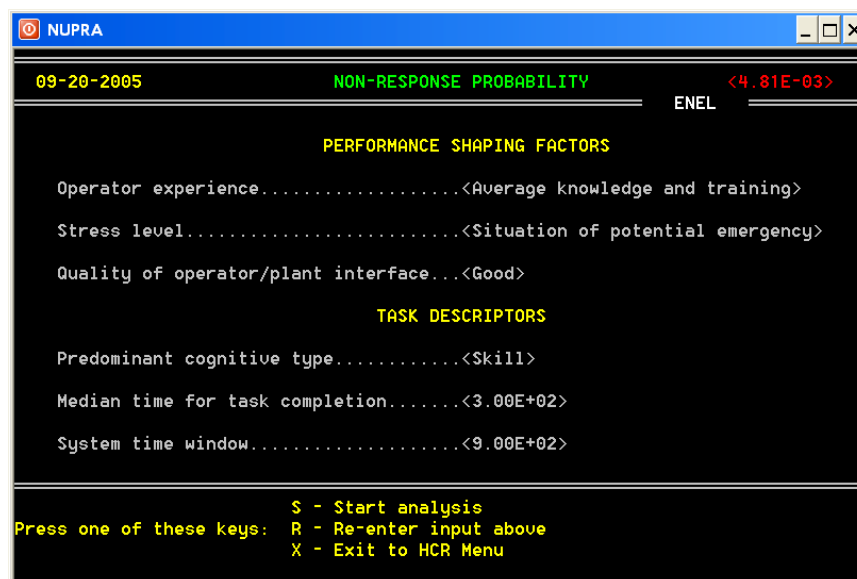 NUPRA
09-20-2005 NON-RESPONSE PROBABILITY <4.81E-03>
ENEL
PERFORMANCE SHAPING FACTORS
Operator experience...................<Average knowledge and training>
Stress level..........................<Situation of potential emergency>
Quality of operator/plant interface...<Good>
TASK DESCRIPTORS
Predominant cognitive type............<Skill>
Median time for task completion.......<3.00E+02>
System time window....................<9.00E+02>
S - Start analysis
Press one of these keys: R - Re-enter input above
X - Exit to HCR Menu